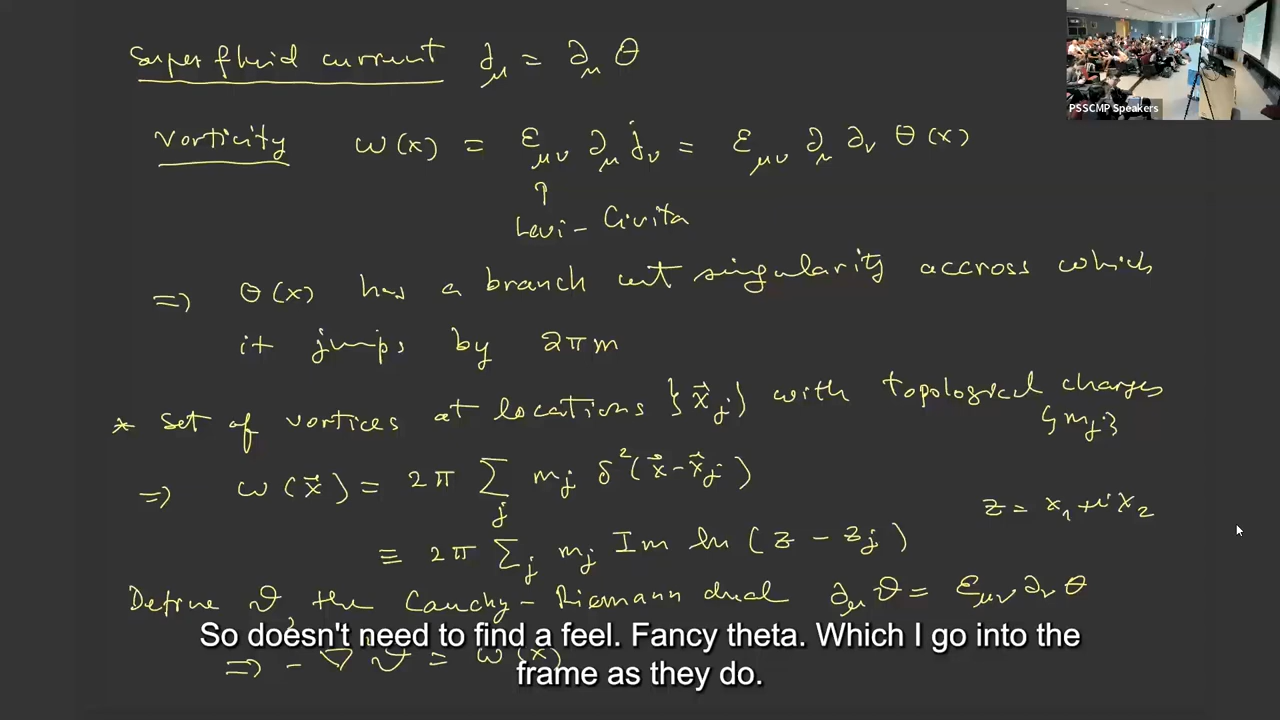 Superfluid current j_μ = ∂_μ θ
PSSCMP Speakers
Vorticity ω(x) = ε_μν ∂_μ j_ν = ε_μν ∂_μ ∂_ν θ(x)
↑
Levi-Civita
⇒ θ(x) has a branch cut singularity accross which
it jumps by 2πm
* Set of vortices at locations {x⃗_j} with topological charges
{m_j}
⇒ ω(x⃗) = 2π Σ_j m_j δ²(x⃗-x⃗_j)
z = x₁ + i x₂
≡ 2π Σ_j m_j Im ln (z - z_j)
Define ϑ, the Cauchy-Riemann dual ∂_μ ϑ = ε_μν ∂_ν θ
So doesn't need to find a feel. Fancy theta. Which I go into the
⇒ - ∇ ϑ = ω(x)
frame as they do.